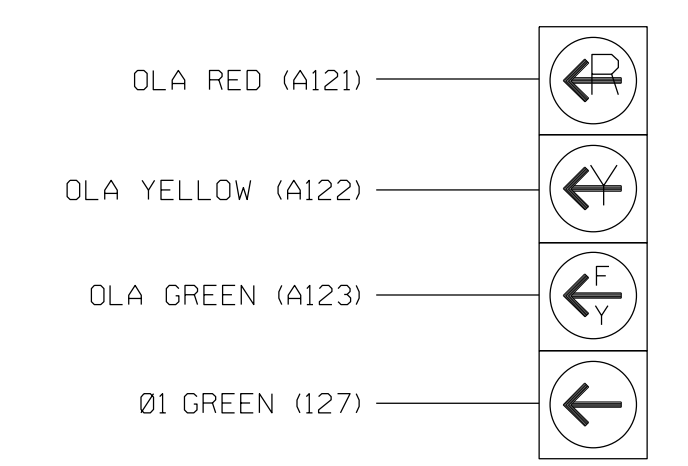 OLA RED (A121)
R
OLA YELLOW (A122)
Y
OLA GREEN (A123)
F
Y
Ø1 GREEN (127)